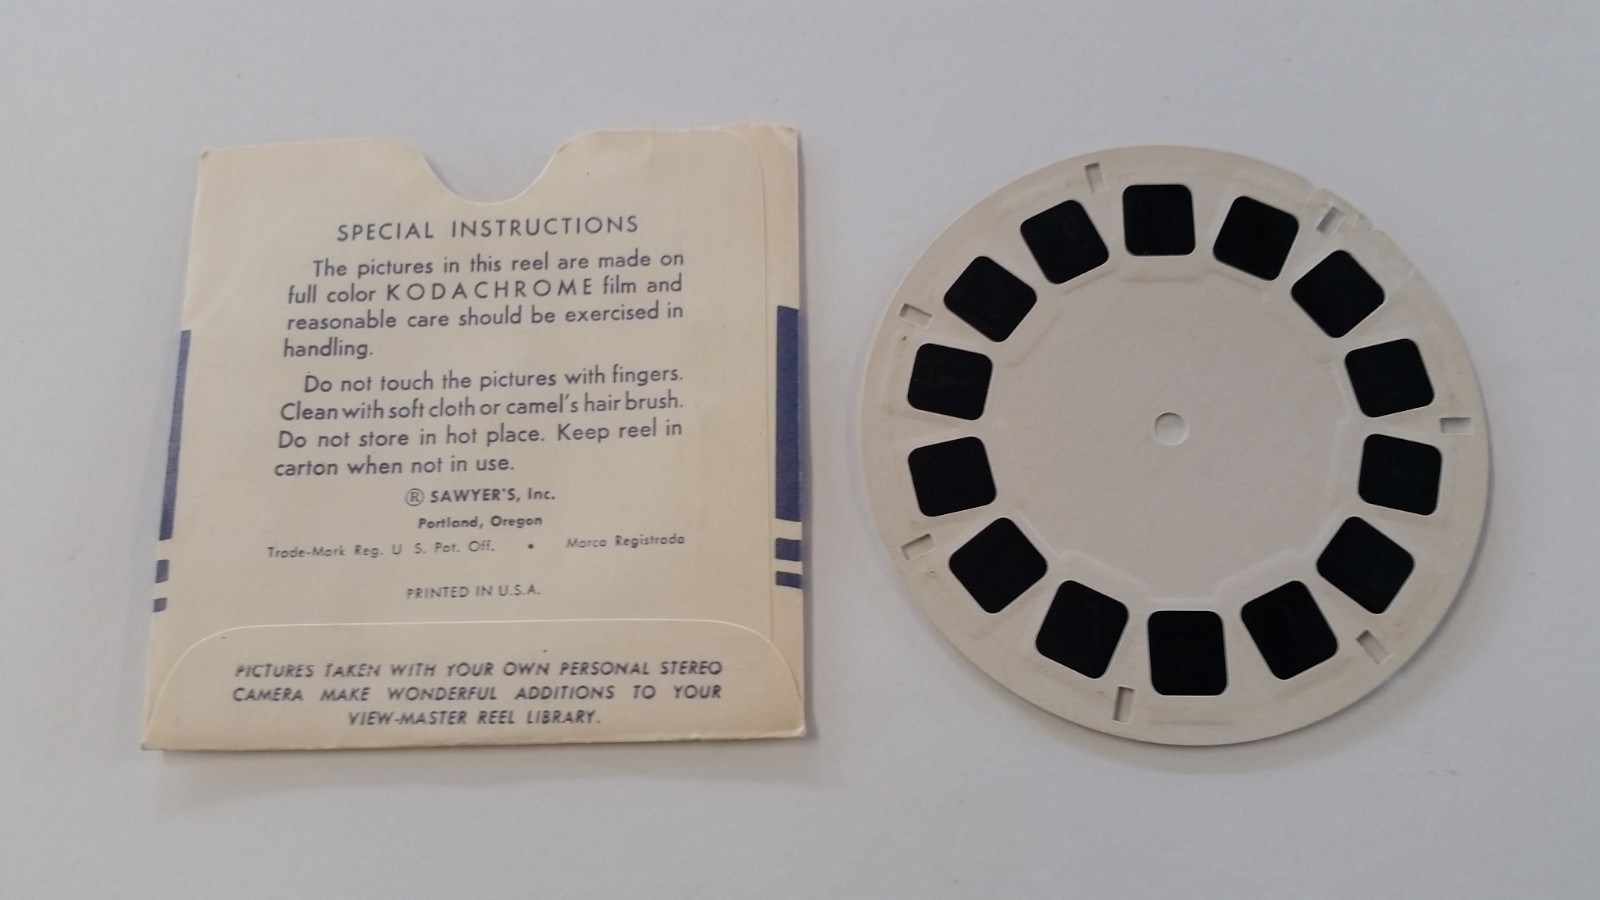 SPECIAL INSTRUCTIONS
The pictures in this reel are made on
full color KODACHROME film and
reasonable care should be exercised in
handling.
Do not touch the pictures with fingers.
Clean with soft cloth or camel's hair brush.
Do not store in hot place. Keep reel in
carton when not in use.
® SAWYER'S, Inc.
Portland, Oregon
Trade-Mark Reg. U S. Pat. Off. • Marca Registrada
PRINTED IN U.S.A.
PICTURES TAKEN WITH YOUR OWN PERSONAL STEREO
CAMERA MAKE WONDERFUL ADDITIONS TO YOUR
VIEW-MASTER REEL LIBRARY.